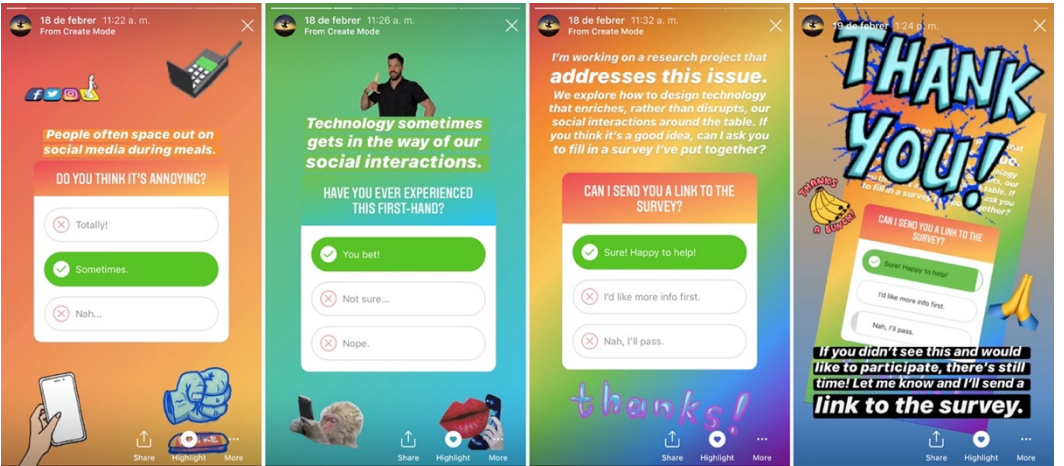 18 de febrer 11:22 a. m.
From Create Mode
People often space out on
social media during meals.
DO YOU THINK IT'S ANNOYING?
Totally!
Sometimes.
Nah...
Share Highlight More
18 de febrer 11:26 a. m.
From Create Mode
Technology sometimes
gets in the way of our
social interactions.
HAVE YOU EVER EXPERIENCED
THIS FIRST-HAND?
You bet!
Not sure...
Nope.
Share Highlight More
18 de febrer 11:32 a. m.
From Create Mode
I'm working on a research project that
addresses this issue.
We explore how to design technology
that enriches, rather than disrupts, our
social interactions around the table. If
you think it's a good idea, can I ask you
to fill in a survey I've put together?
CAN I SEND YOU A LINK TO THE
SURVEY?
Sure! Happy to help!
I'd like more info first.
Nah, I'll pass.
thanks!
Share Highlight More
19 de febrer 1:24 p. m.
THANK
YOU!
THANKS
A BUNCH!
CAN I SEND YOU A LINK TO THE
SURVEY?
Sure! Happy to help!
I'd like more info first.
Nah, I'll pass.
If you didn't see this and would
like to participate, there's still
time! Let me know and I'll send a
link to the survey.
Share Highlight More